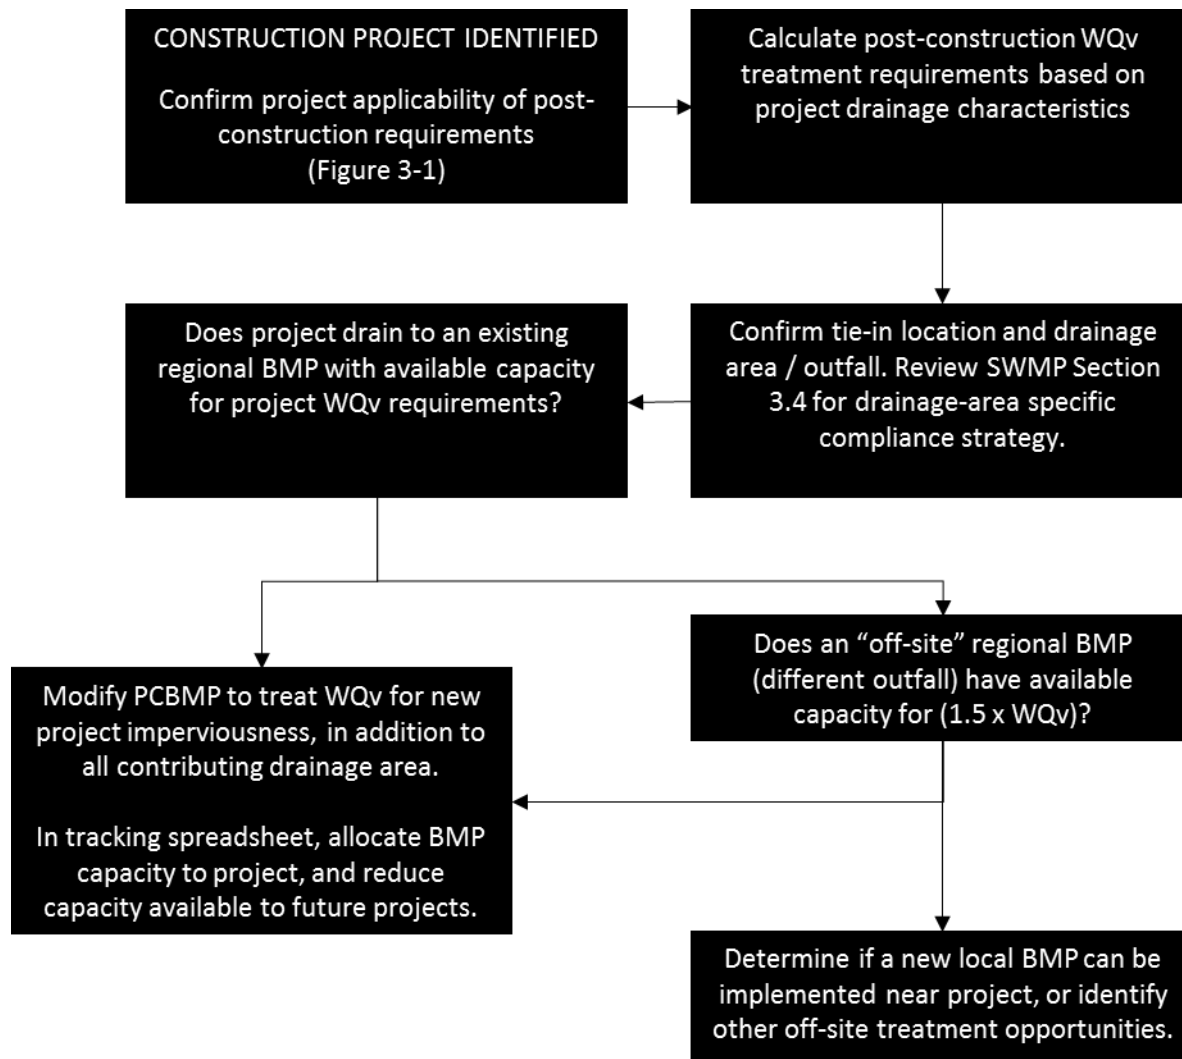 CONSTRUCTION PROJECT IDENTIFIED
Confirm project applicability of post-
construction requirements
(Figure 3-1)
Calculate post-construction WQv
treatment requirements based on
project drainage characteristics
Confirm tie-in location and drainage
area / outfall. Review SWMP Section
3.4 for drainage-area specific
compliance strategy.
Does project drain to an existing
regional BMP with available capacity
for project WQv requirements?
Does an “off-site” regional BMP
(different outfall) have available
capacity for (1.5 x WQv)?
Modify PCBMP to treat WQv for new
project imperviousness, in addition to
all contributing drainage area.
In tracking spreadsheet, allocate BMP
capacity to project, and reduce
capacity available to future projects.
Determine if a new local BMP can be
implemented near project, or identify
other off-site treatment opportunities.